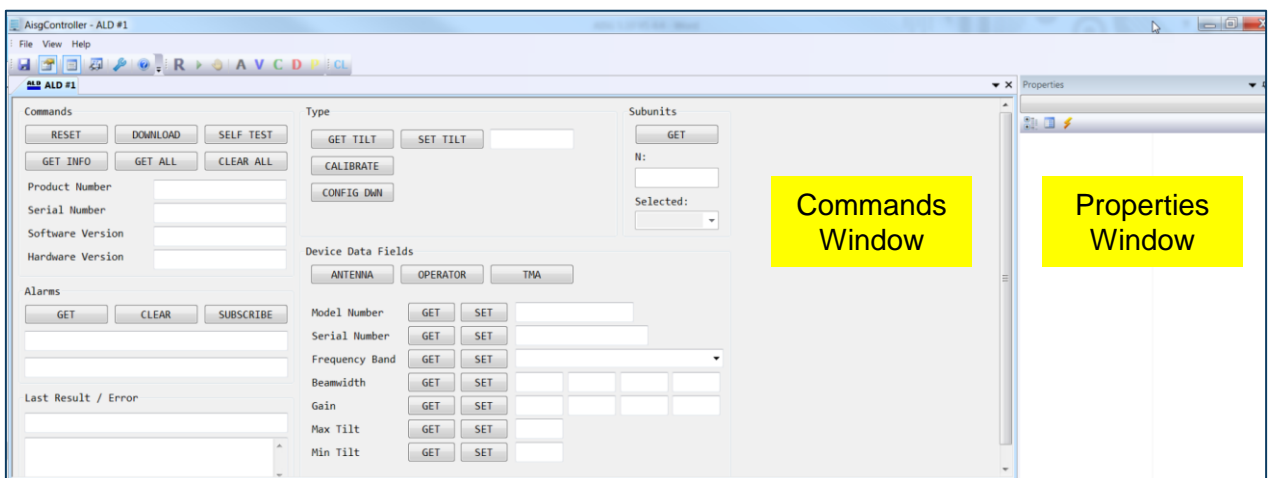 AisgController - ALD #1
File View Help
R A V C D P CL
ALD ALD #1
Properties
Commands
RESET DOWNLOAD SELF TEST
GET INFO GET ALL CLEAR ALL
Product Number
Serial Number
Software Version
Hardware Version
Alarms
GET CLEAR SUBSCRIBE
Last Result / Error
Type
GET TILT SET TILT
CALIBRATE
CONFIG DWN
Subunits
GET
N:
Selected:
Device Data Fields
ANTENNA OPERATOR TMA
Model Number GET SET
Serial Number GET SET
Frequency Band GET SET
Beamwidth GET SET
Gain GET SET
Max Tilt GET SET
Min Tilt GET SET
Commands
Window
Properties
Window